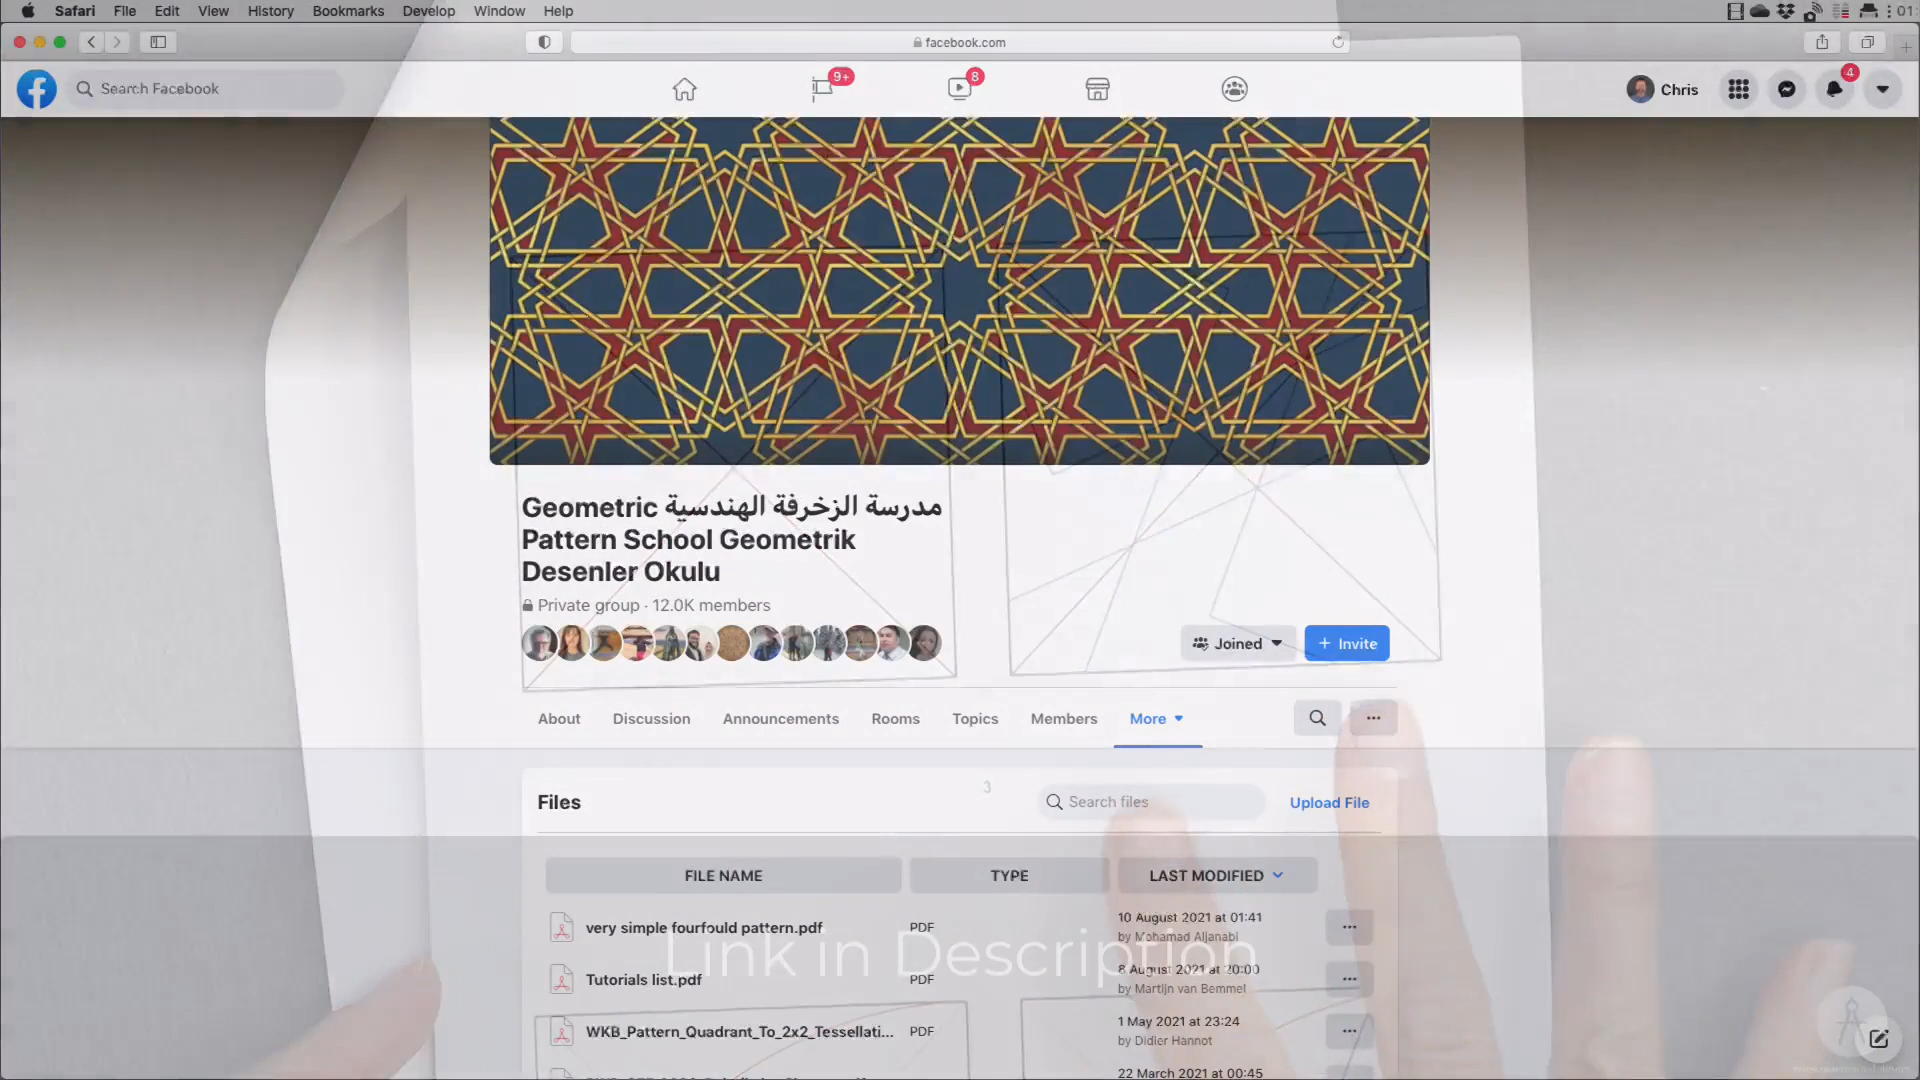 Safari File Edit View History Bookmarks Develop Window Help
facebook.com
Search Facebook
9+
8
Chris
4
Geometric مدرسة الزخرفة الهندسية
Pattern School Geometrik
Desenler Okulu
Private group · 12.0K members
Joined
+ Invite
About Discussion Announcements Rooms Topics Members More
Files
3
Search files
Upload File
FILE NAME TYPE LAST MODIFIED
very simple fourfould pattern.pdf PDF 10 August 2021 at 01:41
by Mohamad Aljanabi
Link in Description
Tutorials list.pdf PDF 8 August 2021 at 20:00
by Martijn van Bemmel
WKB_Pattern_Quadrant_To_2x2_Tessellati... PDF 1 May 2021 at 23:24
by Didier Hannot
22 March 2021 at 00:45